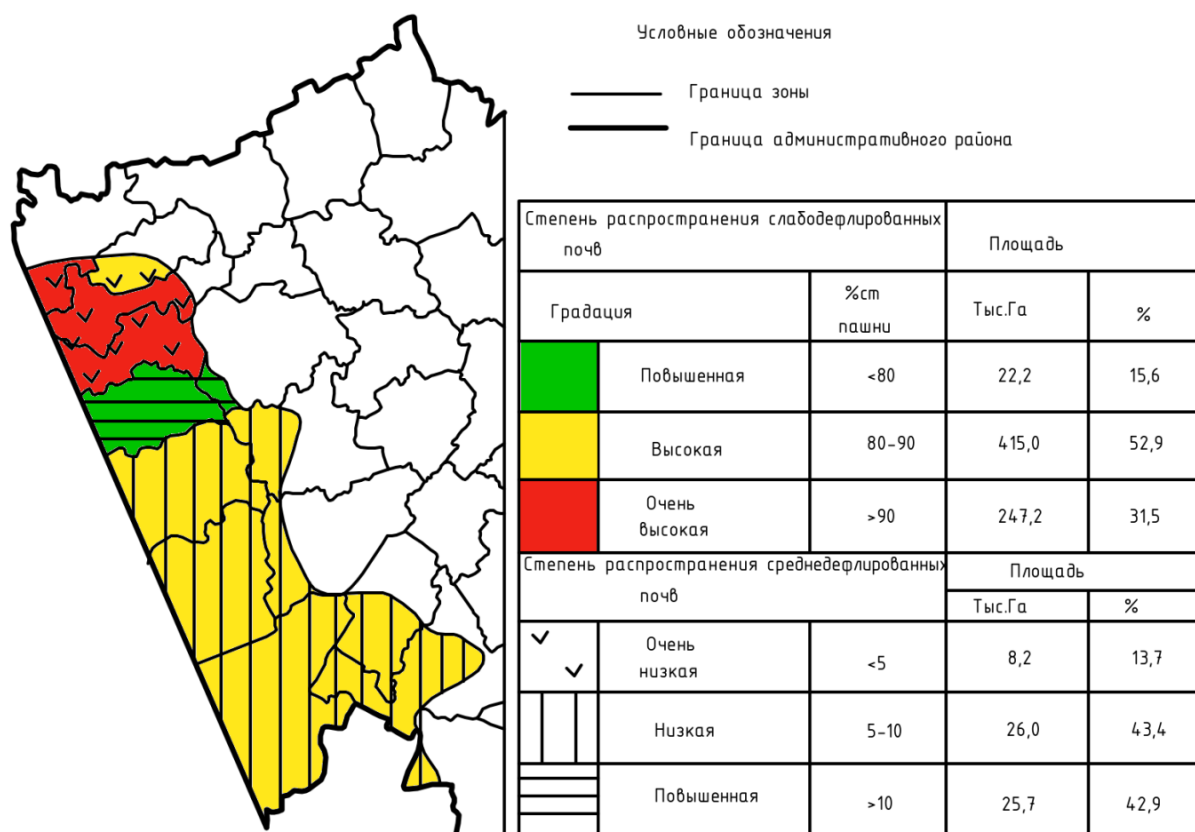 Условные обозначения
Граница зоны
Граница административного района
Степень распространения слабодефлированных
почв
Площадь
Градация
%ст
пашни
Тыс.Га
%
Повышенная
<80
22,2
15,6
Высокая
80-90
415,0
52,9
Очень
высокая
>90
247,2
31,5
Степень распространения среднедефлированных
почв
Площадь
Тыс.Га
%
Очень
низкая
<5
8,2
13,7
Низкая
5-10
26,0
43,4
Повышенная
>10
25,7
42,9